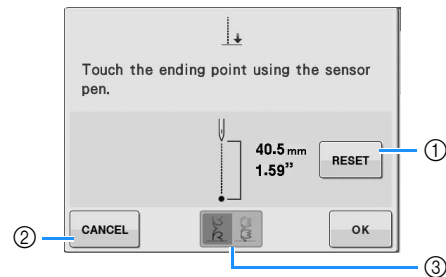 Touch the ending point using the sensor
pen.
40.5 mm
1.59”
RESET
①
CANCEL
OK
②
③